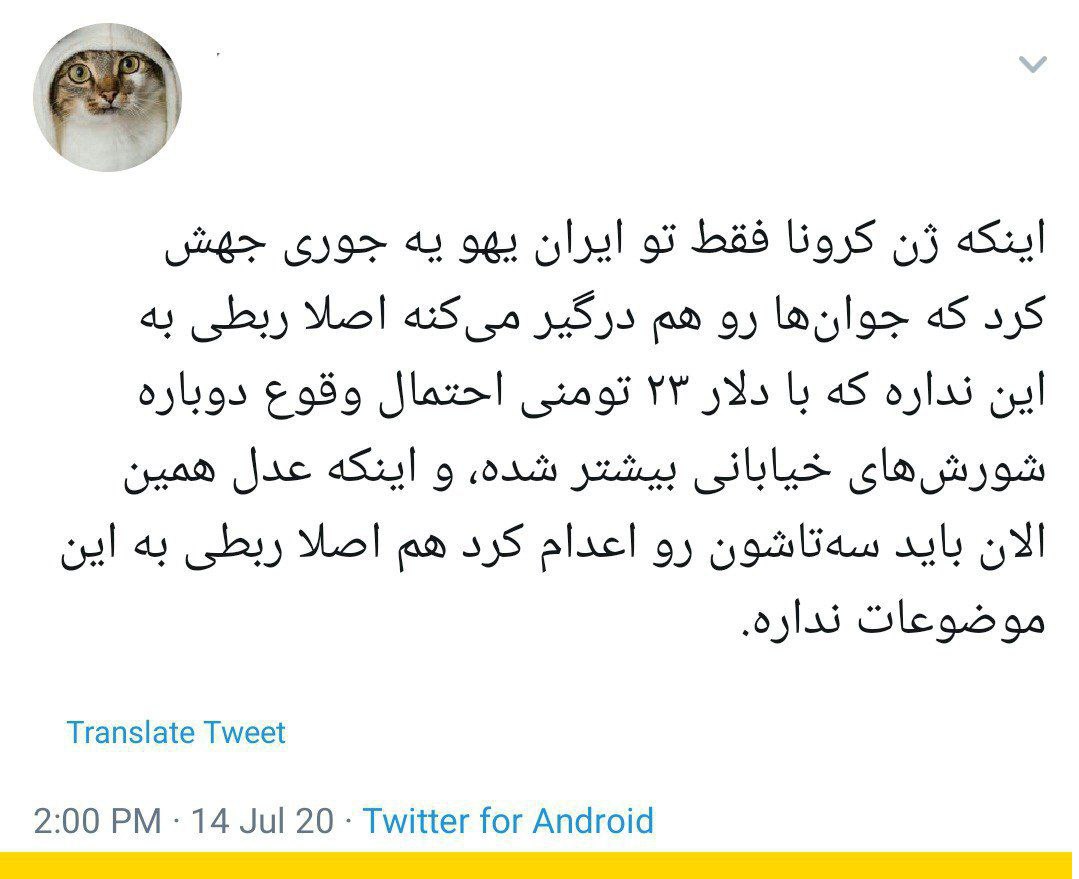 اینکه ژن کرونا فقط تو ایران یهو یه جوری جهش
کرد که جوان‌ها رو هم درگیر می‌کنه اصلا ربطی به
این نداره که با دلار ۲۳ تومنی احتمال وقوع دوباره
شورش‌های خیابانی بیشتر شده، و اینکه عدل همین
الان باید سه‌تاشون رو اعدام کرد هم اصلا ربطی به این
موضوعات نداره.
Translate Tweet
2:00 PM · 14 Jul 20 · Twitter for Android